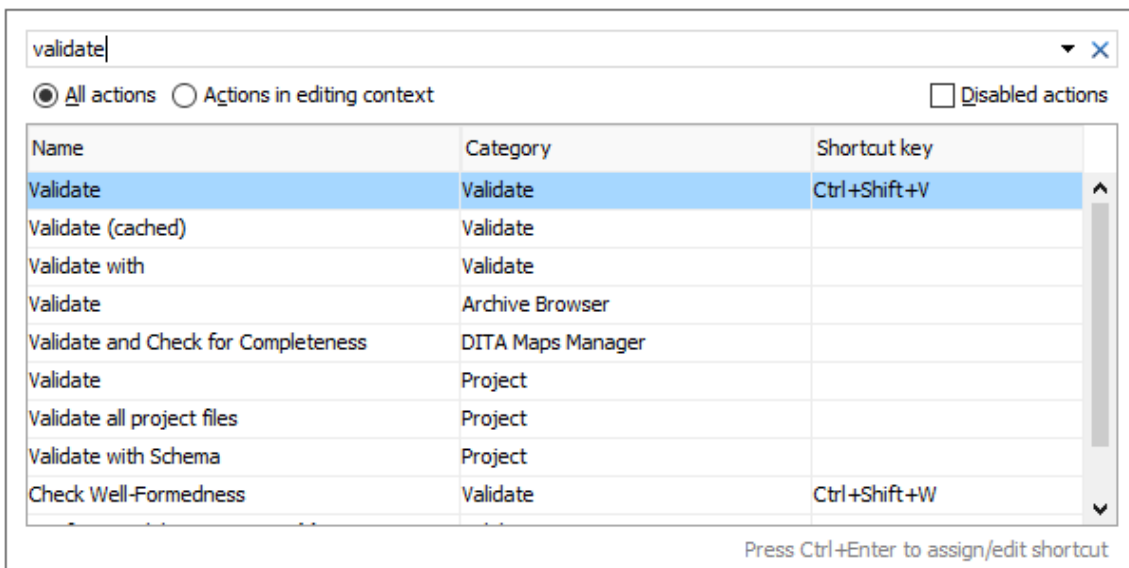 validate
All actions Actions in editing context Disabled actions
Name Category Shortcut key
Validate Validate Ctrl+Shift+V
Validate (cached) Validate
Validate with Validate
Validate Archive Browser
Validate and Check for Completeness DITA Maps Manager
Validate Project
Validate all project files Project
Validate with Schema Project
Check Well-Formedness Validate Ctrl+Shift+W
Press Ctrl+Enter to assign/edit shortcut